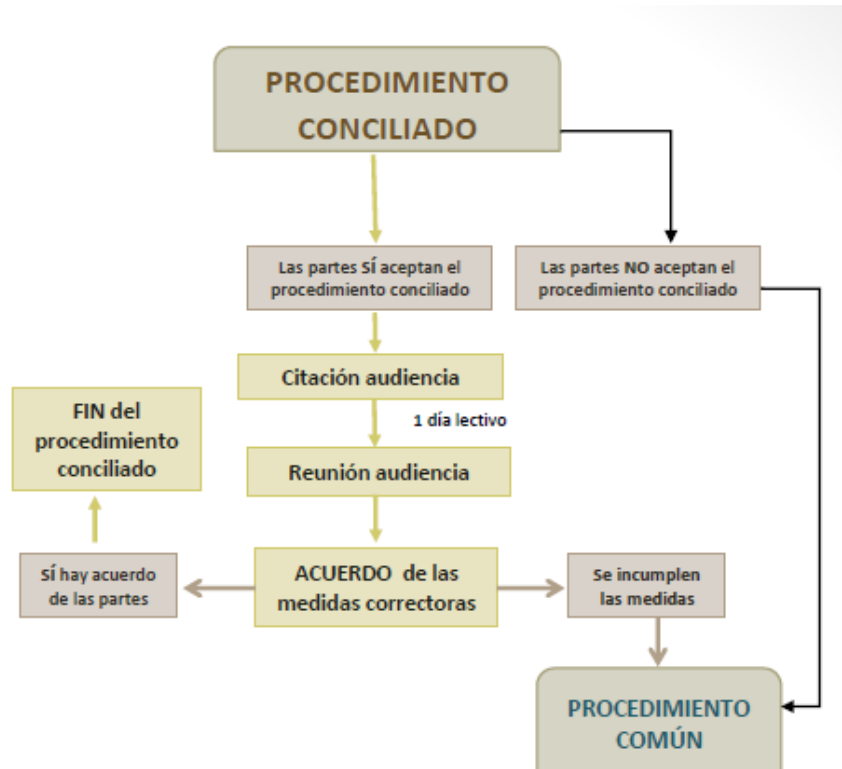 PROCEDIMIENTO
CONCILIADO
Las partes SÍ aceptan el
procedimiento conciliado
Las partes NO aceptan el
procedimiento conciliado
Citación audiencia
1 día lectivo
FIN del
procedimiento
conciliado
Reunión audiencia
SÍ hay acuerdo
de las partes
ACUERDO de las
medidas correctoras
Se incumplen
las medidas
PROCEDIMIENTO
COMÚN